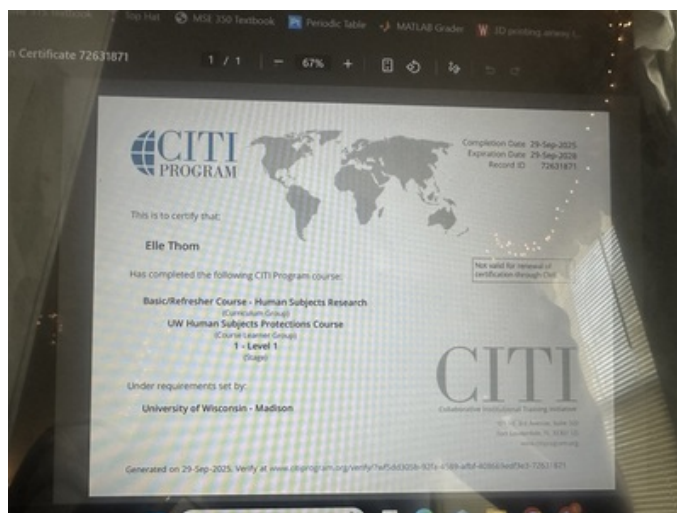 Top Hat MSE 350 Textbook Periodic Table MATLAB Grader 3D printing
n Certificate 72631871
1 / 1 — 67% +
CITI
PROGRAM
Completion Date 29-Sep-2025
Expiration Date 29-Sep-2028
Record ID 72631871
This is to certify that:
Elle Thom
Has completed the following CITI Program course:
Not valid for renewal of
certification through CME.
Basic/Refresher Course - Human Subjects Research
(Curriculum Group)
UW Human Subjects Protections Course
(Course Learner Group)
1 - Level 1
(Stage)
Under requirements set by:
University of Wisconsin - Madison
CITI
Collaborative Institutional Training Initiative
www.citiprogram.org
Generated on 29-Sep-2025. Verify at